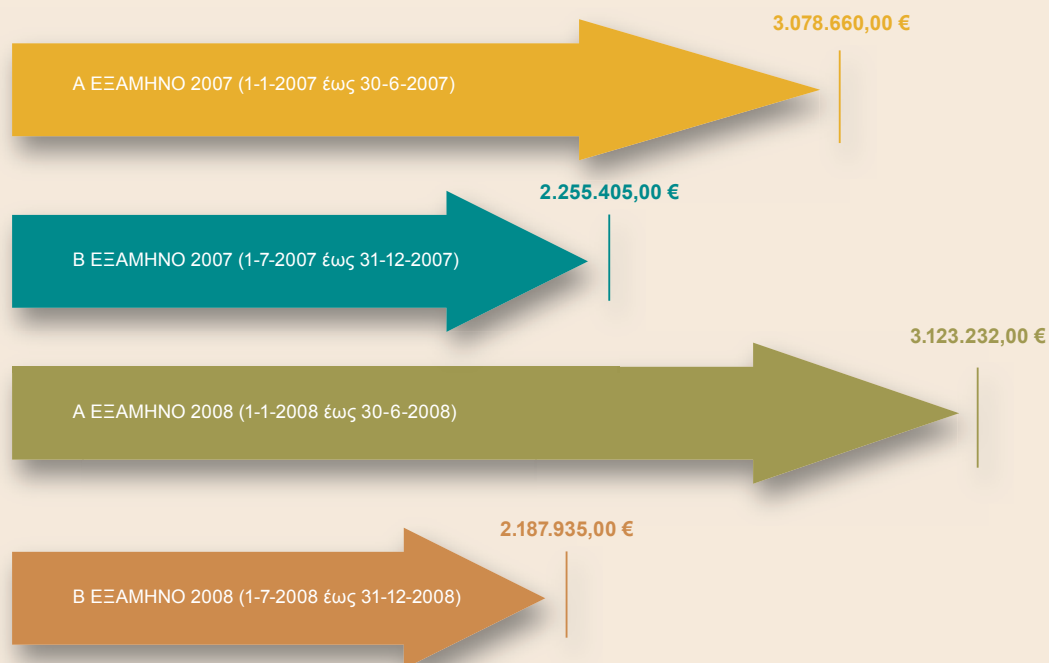 3.078.660,00 €
Α ΕΞΑΜΗΝΟ 2007 (1-1-2007 έως 30-6-2007)
2.255.405,00 €
Β ΕΞΑΜΗΝΟ 2007 (1-7-2007 έως 31-12-2007)
3.123.232,00 €
Α ΕΞΑΜΗΝΟ 2008 (1-1-2008 έως 30-6-2008)
2.187.935,00 €
Β ΕΞΑΜΗΝΟ 2008 (1-7-2008 έως 31-12-2008)